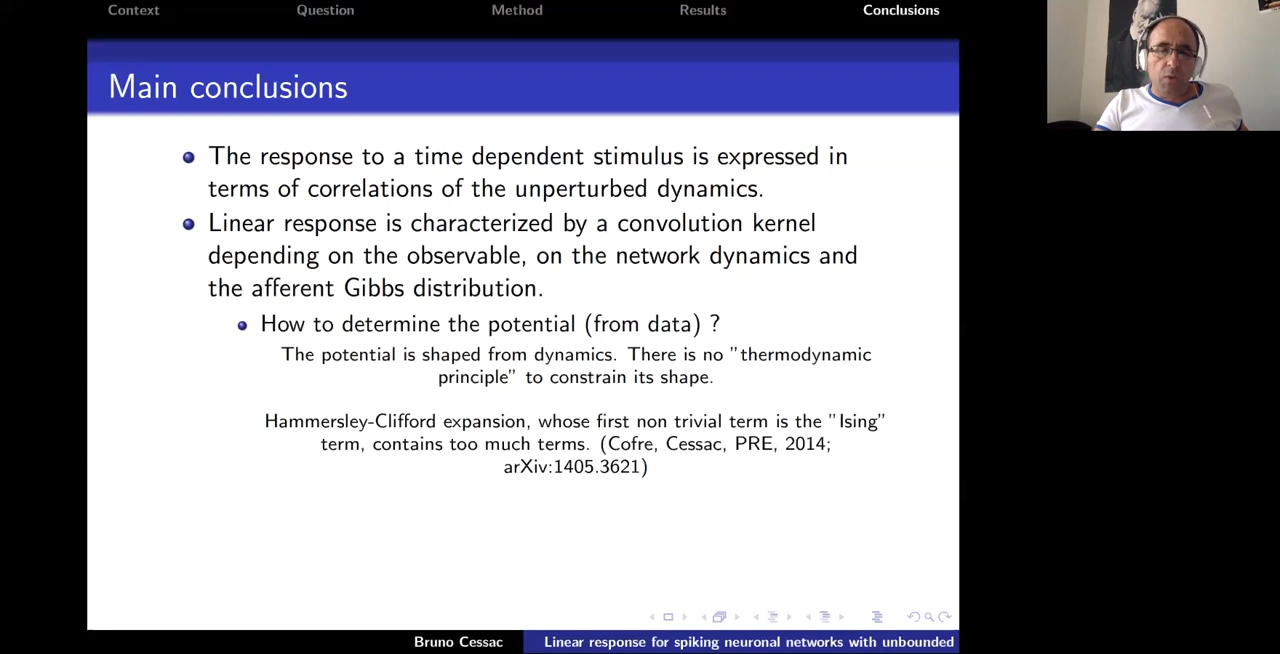 Context Question Method Results Conclusions
Main conclusions
The response to a time dependent stimulus is expressed in
terms of correlations of the unperturbed dynamics.
Linear response is characterized by a convolution kernel
depending on the observable, on the network dynamics and
the afferent Gibbs distribution.
How to determine the potential (from data) ?
The potential is shaped from dynamics. There is no "thermodynamic
principle" to constrain its shape.
Hammersley-Clifford expansion, whose first non trivial term is the "Ising"
term, contains too much terms. (Cofre, Cessac, PRE, 2014;
arXiv:1405.3621)
Bruno Cessac Linear response for spiking neuronal networks with unbounded